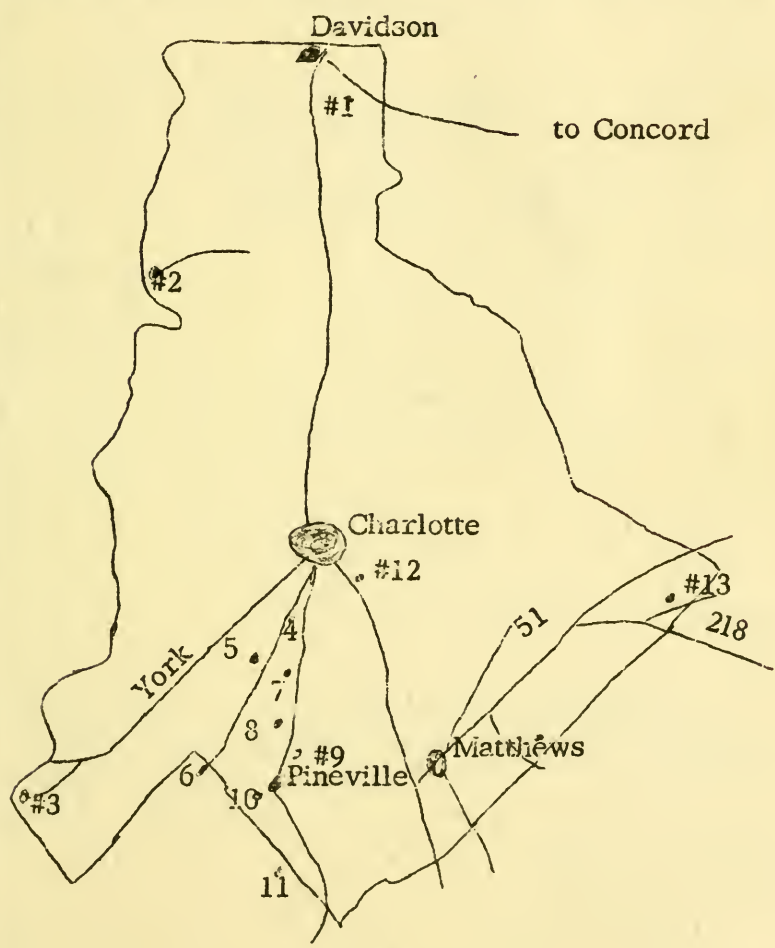 Davidson
#1
to Concord
#2
Charlotte
#12
#13
4
51
218
5
York
7
8
#9
Matthews
6
Pineville
10
#3
11